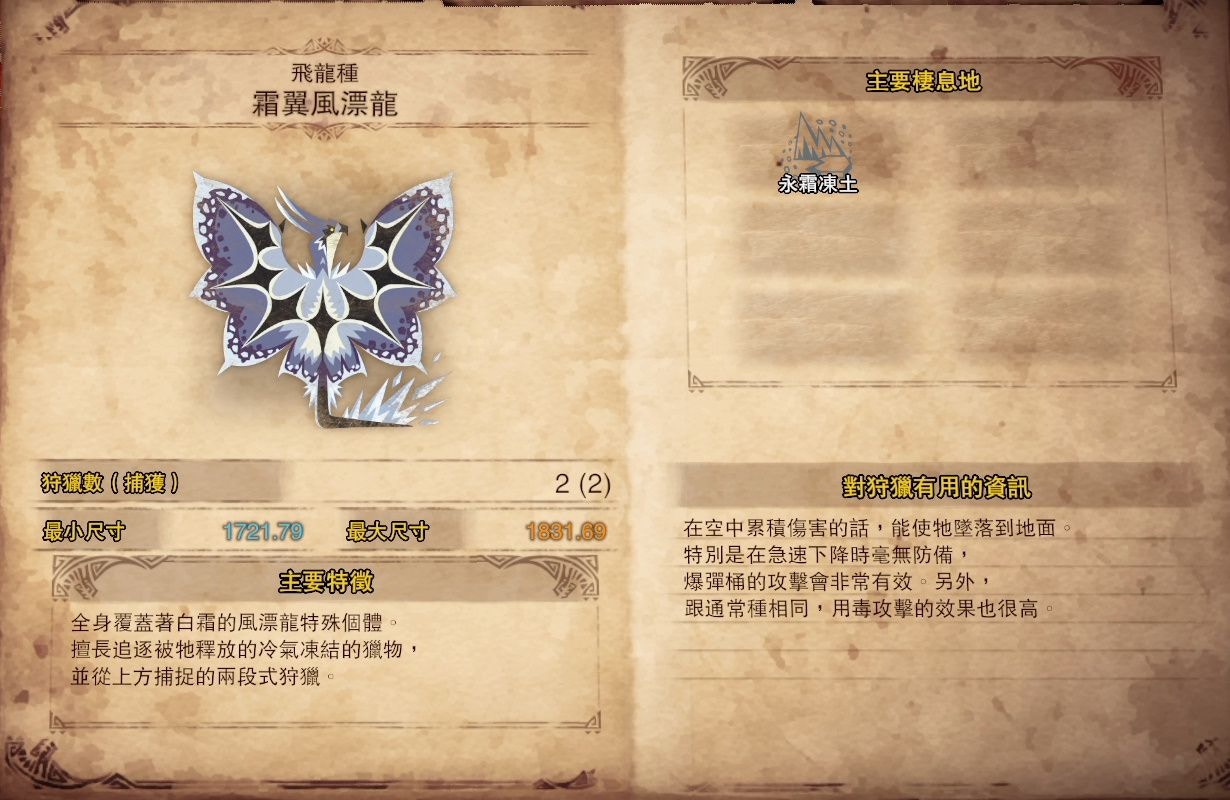 飛龍種
霜翼風漂龍
狩獵數（捕獲）
2 (2)
最小尺寸 1721.79 最大尺寸 1831.69
主要特徵
全身覆蓋著白霜的風漂龍特殊個體。
擅長追逐被牠釋放的冷氣凍結的獵物，
並從上方捕捉的兩段式狩獵。
主要棲息地
永霜凍土
對狩獵有用的資訊
在空中累積傷害的話，能使牠墜落到地面。
特別是在急速下降時毫無防備，
爆彈桶的攻擊會非常有效。另外，
跟通常種相同，用毒攻擊的效果也很高。